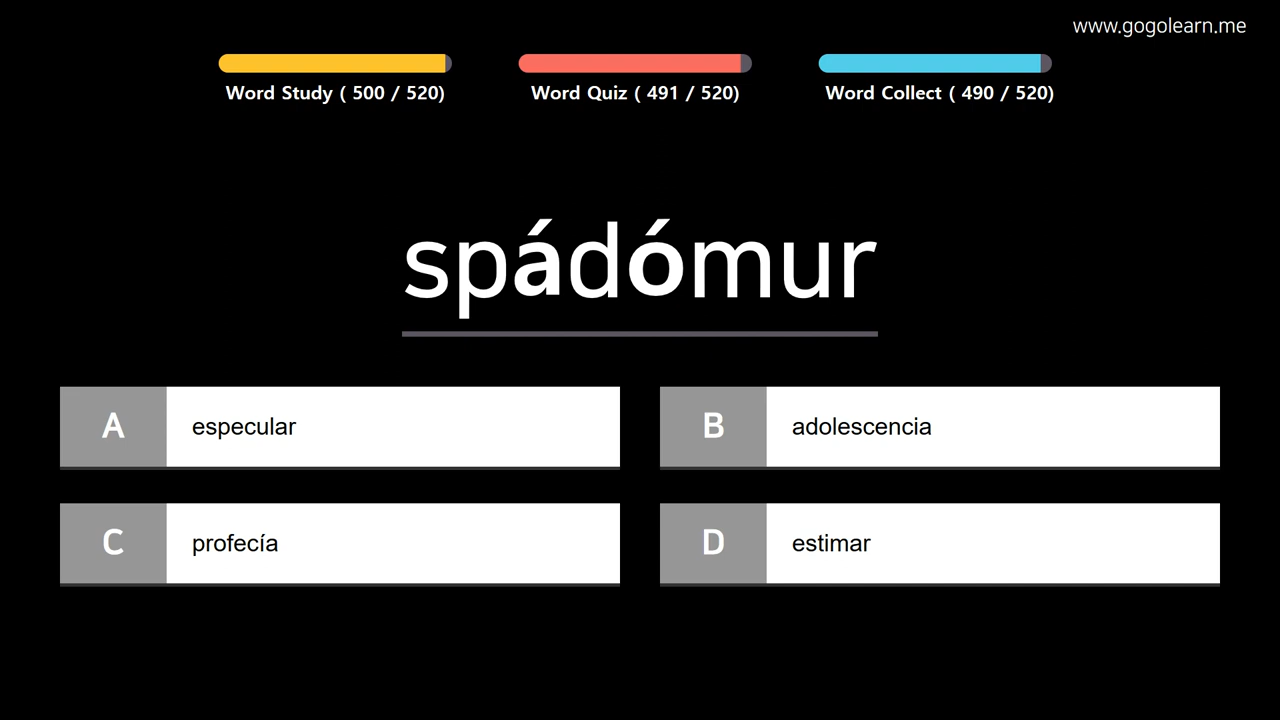 www.gogolearn.me
Word Study ( 500 / 520)
Word Quiz ( 491 / 520)
Word Collect ( 490 / 520)
spádómur
A especular
B adolescencia
C profecía
D estimar